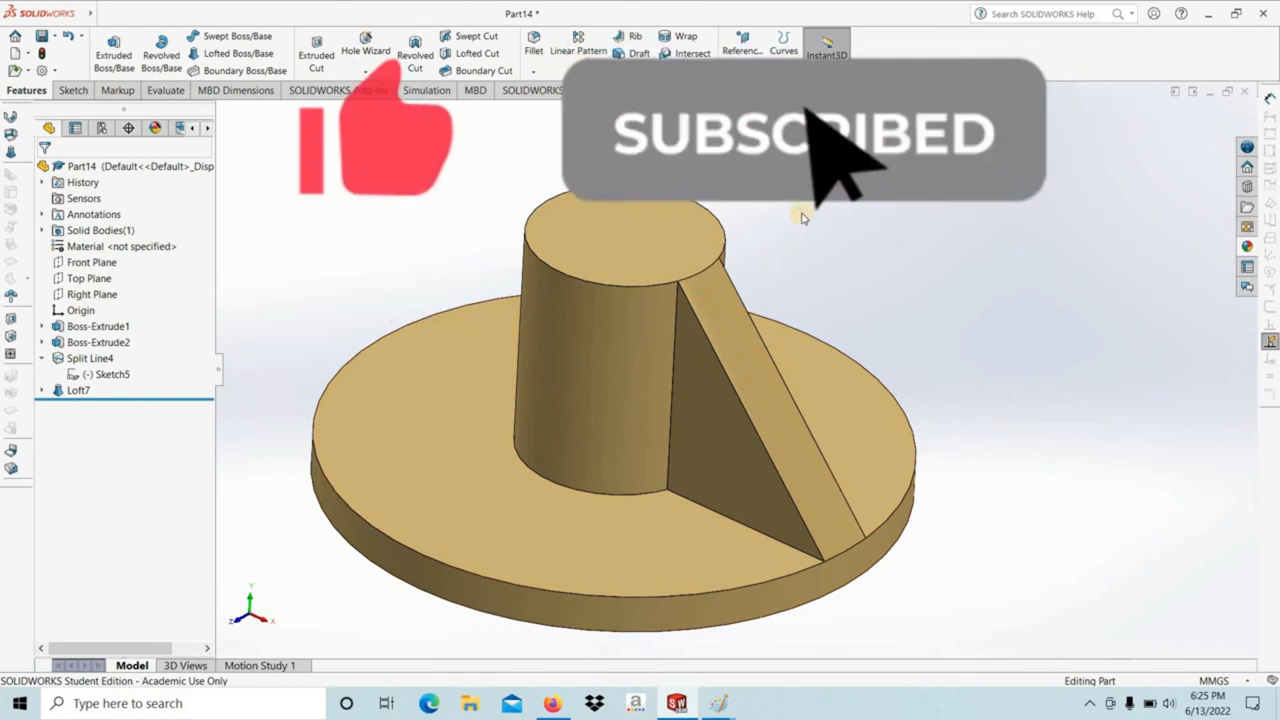 SOLIDWORKS
Part14 *
Search SOLIDWORKS Help
Extruded Boss/Base
Revolved Boss/Base
Swept Boss/Base
Lofted Boss/Base
Boundary Boss/Base
Extruded Cut
Hole Wizard
Revolved Cut
Swept Cut
Lofted Cut
Boundary Cut
Fillet
Linear Pattern
Rib
Draft
Wrap
Intersect
Referenc...
Curves
Instant3D
Features
Sketch
Markup
Evaluate
MBD Dimensions
SOLIDWORKS Add-Ins
Simulation
MBD
SOLIDWORKS
SUBSCRIBED
Part14 (Default<<Default>_Disp
History
Sensors
Annotations
Solid Bodies(1)
Material <not specified>
Front Plane
Top Plane
Right Plane
Origin
Boss-Extrude1
Boss-Extrude2
Split Line4
(-) Sketch5
Loft7
Y
Z
X
Model
3D Views
Motion Study 1
SOLIDWORKS Student Edition - Academic Use Only
Editing Part
MMGS
Type here to search
6:25 PM
6/13/2022